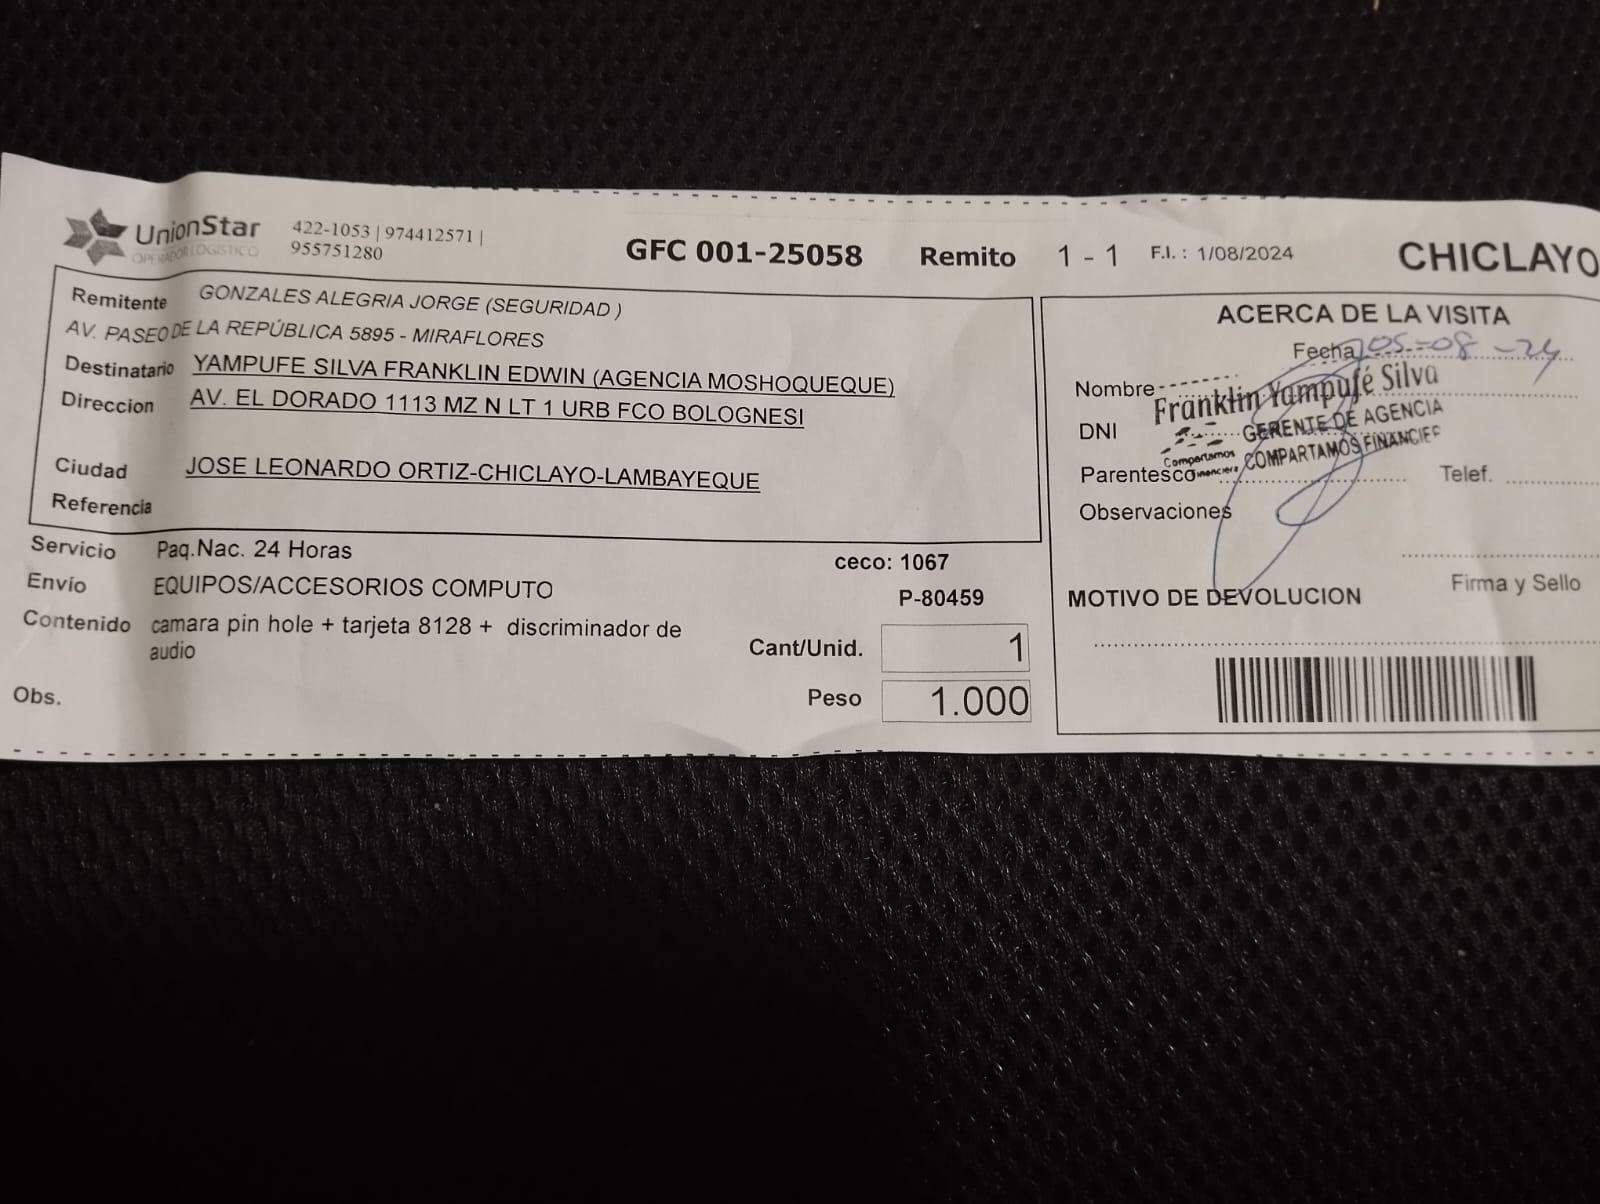 UnionStar
OPERADOR LOGISTICO
422-1053 | 974412571 |
955751280
GFC 001-25058 Remito 1 - 1 F.I. : 1/08/2024 CHICLAYO
Remitente GONZALES ALEGRIA JORGE (SEGURIDAD )
AV. PASEO DE LA REPÚBLICA 5895 - MIRAFLORES
Destinatario YAMPUFE SILVA FRANKLIN EDWIN (AGENCIA MOSHOQUEQUE)
Direccion AV. EL DORADO 1113 MZ N LT 1 URB FCO BOLOGNESI
Ciudad JOSE LEONARDO ORTIZ-CHICLAYO-LAMBAYEQUE
Referencia
Servicio Paq.Nac. 24 Horas
ceco: 1067
Envío EQUIPOS/ACCESORIOS COMPUTO
P-80459
Contenido camara pin hole + tarjeta 8128 + discriminador de
audio
Cant/Unid. 1
Obs.
Peso 1.000
ACERCA DE LA VISITA
Fecha 05-08-24
Nombre
Franklin Yampufé Silva
DNI
GERENTE DE AGENCIA
Compartamos
Financiera
COMPARTAMOS FINANCIER
Parentesco Telef.
Observaciones
Firma y Sello
MOTIVO DE DEVOLUCION